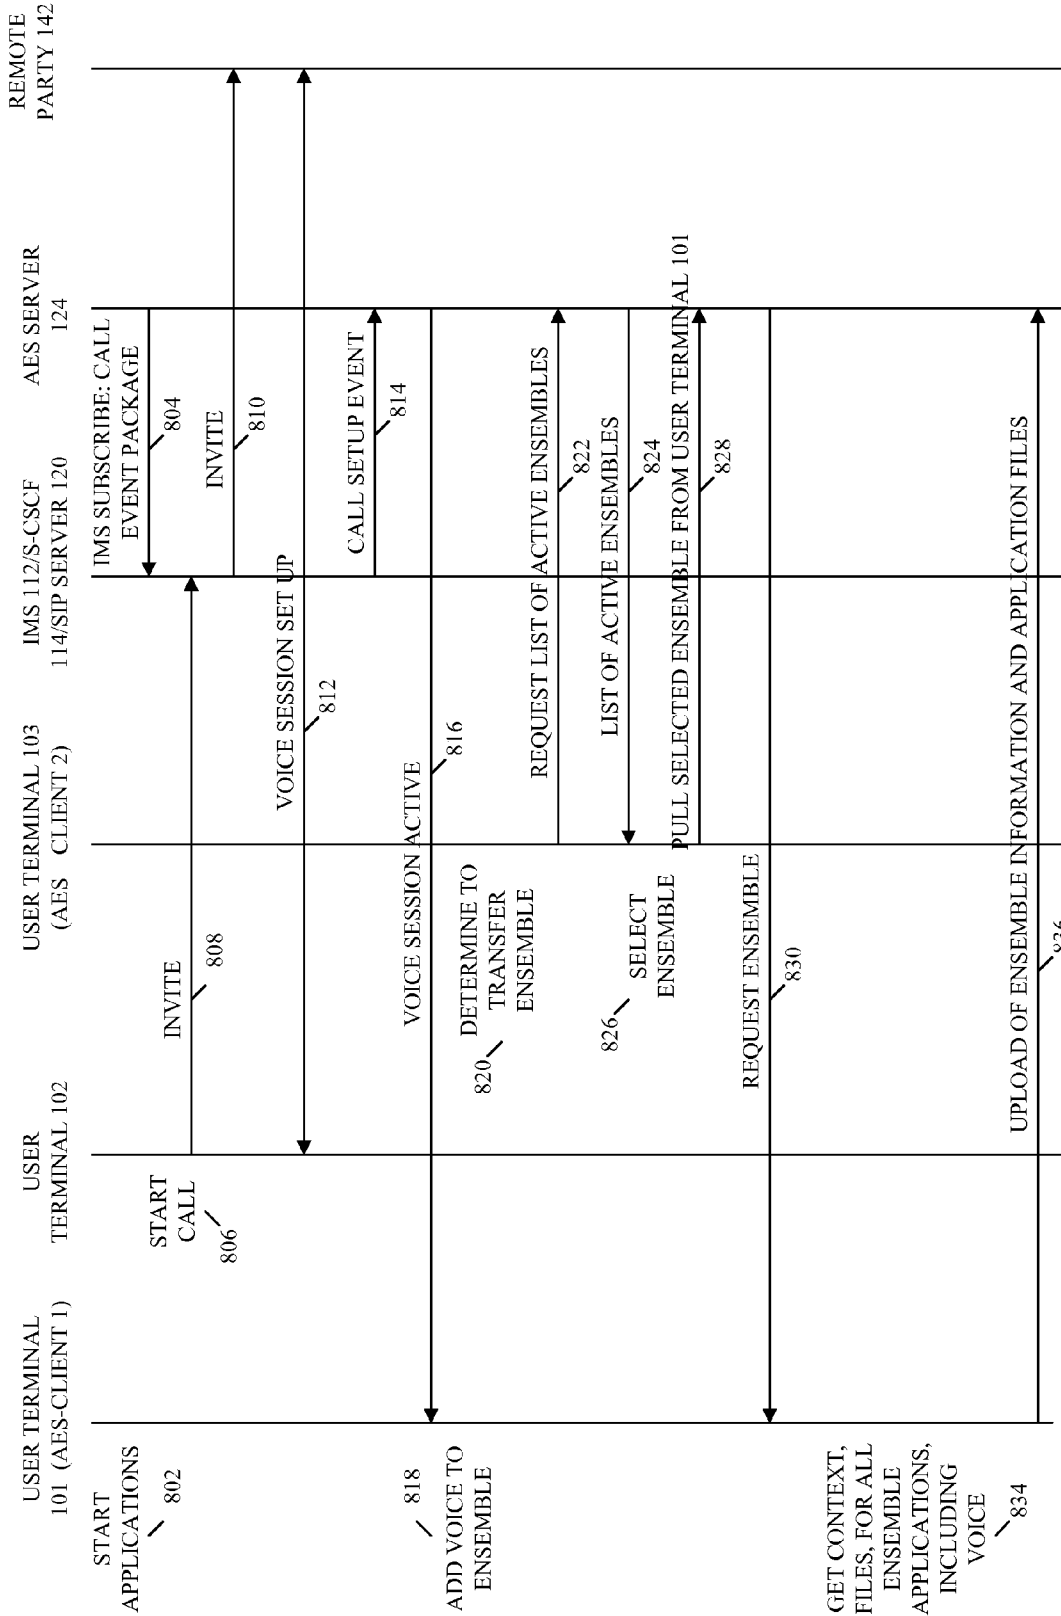 USER TERMINAL
101 (AES-CLIENT 1)
USER
TERMINAL 102
USER TERMINAL 103
(AES CLIENT 2)
IMS 112/S-CSCF
114/SIP SERVER 120
AES SERVER
124
REMOTE
PARTY 142
START
APPLICATIONS
802
IMS SUBSCRIBE: CALL
EVENT PACKAGE
804
START
CALL
806
INVITE
808
INVITE
810
VOICE SESSION SET UP
812
CALL SETUP EVENT
814
VOICE SESSION ACTIVE
816
818
ADD VOICE TO
ENSEMBLE
DETERMINE TO
TRANSFER
ENSEMBLE
820
REQUEST LIST OF ACTIVE ENSEMBLES
822
LIST OF ACTIVE ENSEMBLES
824
826
SELECT
ENSEMBLE
PULL SELECTED ENSEMBLE FROM USER TERMINAL 101
828
REQUEST ENSEMBLE
830
GET CONTEXT,
FILES, FOR ALL
ENSEMBLE
APPLICATIONS,
INCLUDING
VOICE
834
UPLOAD OF ENSEMBLE INFORMATION AND APPLICATION FILES
836